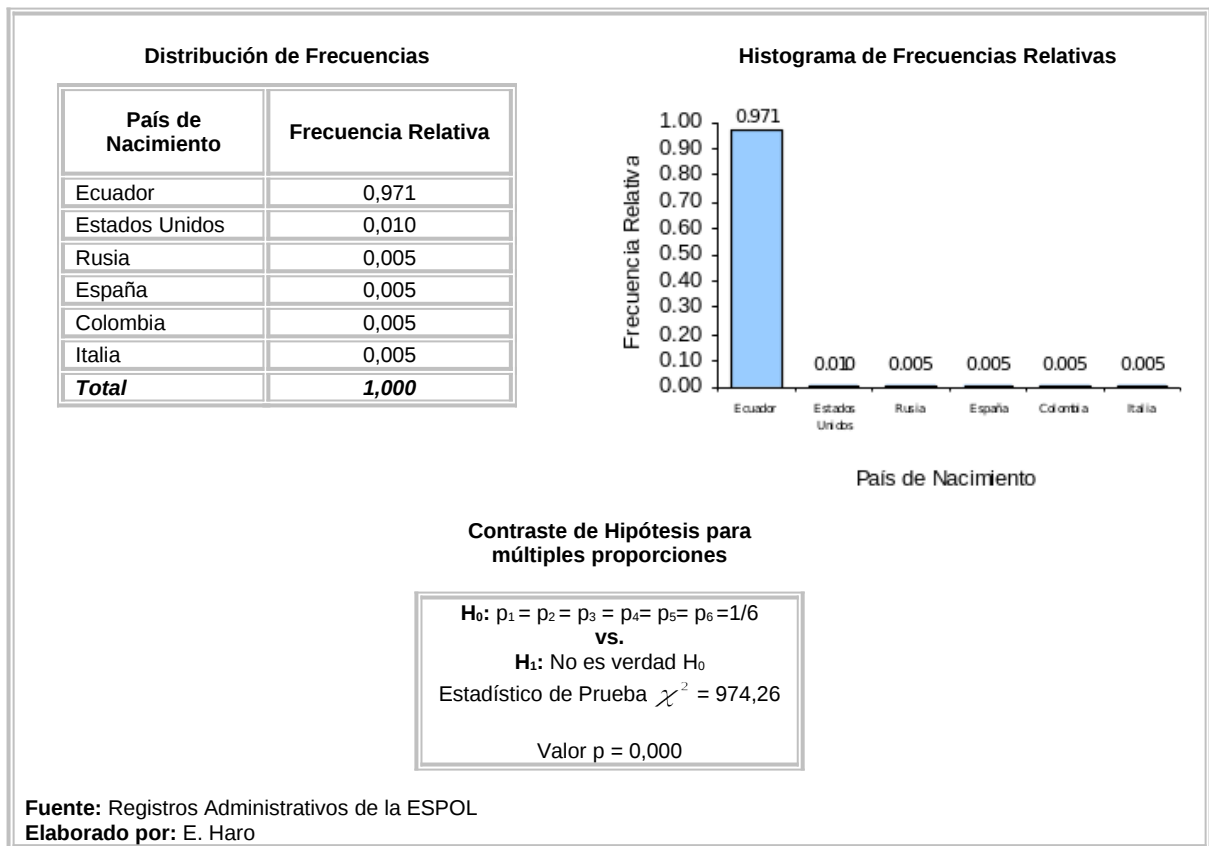 Distribución de Frecuencias
País de
Nacimiento
Frecuencia Relativa
Ecuador 0,971
Estados Unidos 0,010
Rusia 0,005
España 0,005
Colombia 0,005
Italia 0,005
Total 1,000
Histograma de Frecuencias Relativas
Frecuencia Relativa
1.00
0.90
0.80
0.70
0.60
0.50
0.40
0.30
0.20
0.10
0.00
0.971 0.010 0.005 0.005 0.005 0.005
Ecuador Estados Rusia España Colombia Italia
Unidos
País de Nacimiento
Contraste de Hipótesis para
múltiples proporciones
H₀: p₁ = p₂ = p₃ = p₄= p₅= p₆ =1/6
vs.
H₁: No es verdad H₀
Estadístico de Prueba χ² = 974,26
Valor p = 0,000
Fuente: Registros Administrativos de la ESPOL
Elaborado por: E. Haro